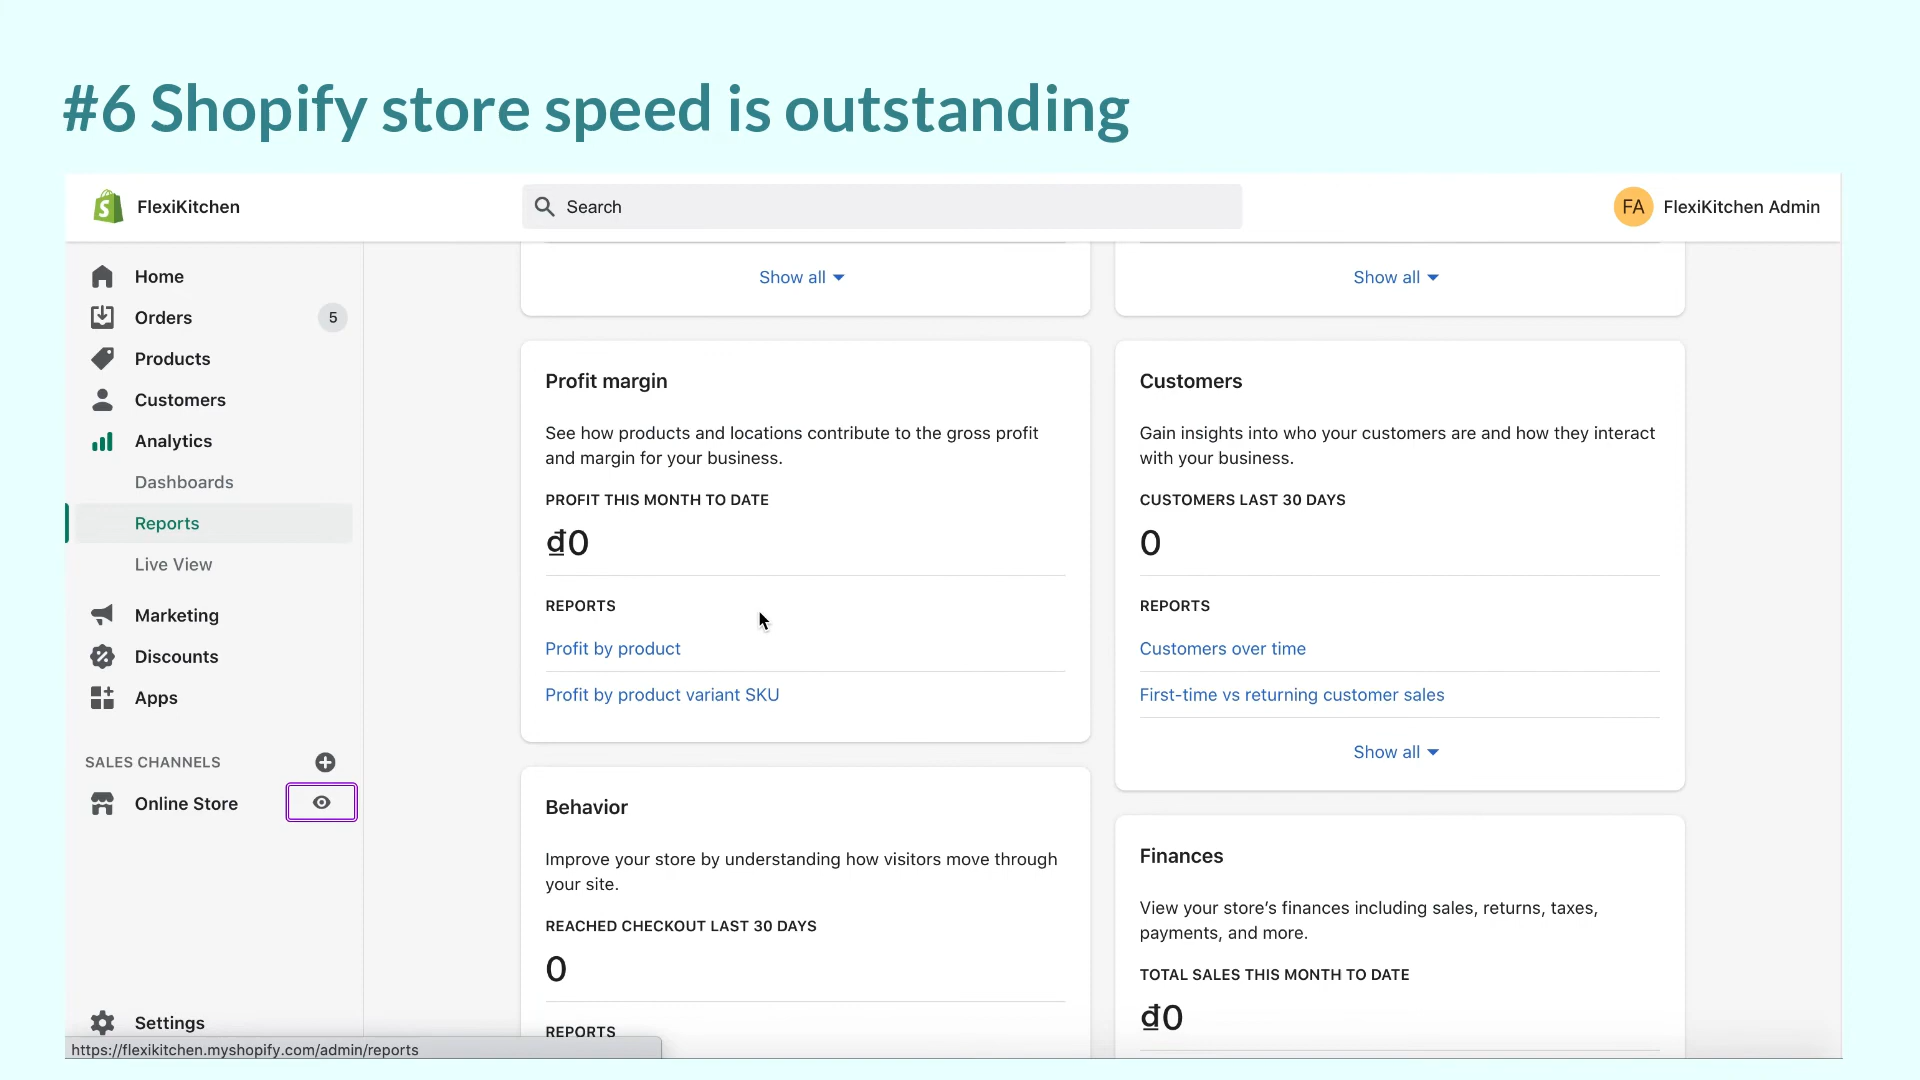 #6 Shopify store speed is outstanding
FlexiKitchen
Search
FA
FlexiKitchen Admin
Home
Orders
5
Products
Customers
Analytics
Dashboards
Reports
Live View
Marketing
Discounts
Apps
SALES CHANNELS
Online Store
Settings
https://flexikitchen.myshopify.com/admin/reports
Show all
Show all
Profit margin
See how products and locations contribute to the gross profit
and margin for your business.
PROFIT THIS MONTH TO DATE
₫0
REPORTS
Profit by product
Profit by product variant SKU
Customers
Gain insights into who your customers are and how they interact
with your business.
CUSTOMERS LAST 30 DAYS
0
REPORTS
Customers over time
First-time vs returning customer sales
Show all
Behavior
Improve your store by understanding how visitors move through
your site.
REACHED CHECKOUT LAST 30 DAYS
0
REPORTS
Finances
View your store’s finances including sales, returns, taxes,
payments, and more.
TOTAL SALES THIS MONTH TO DATE
₫0